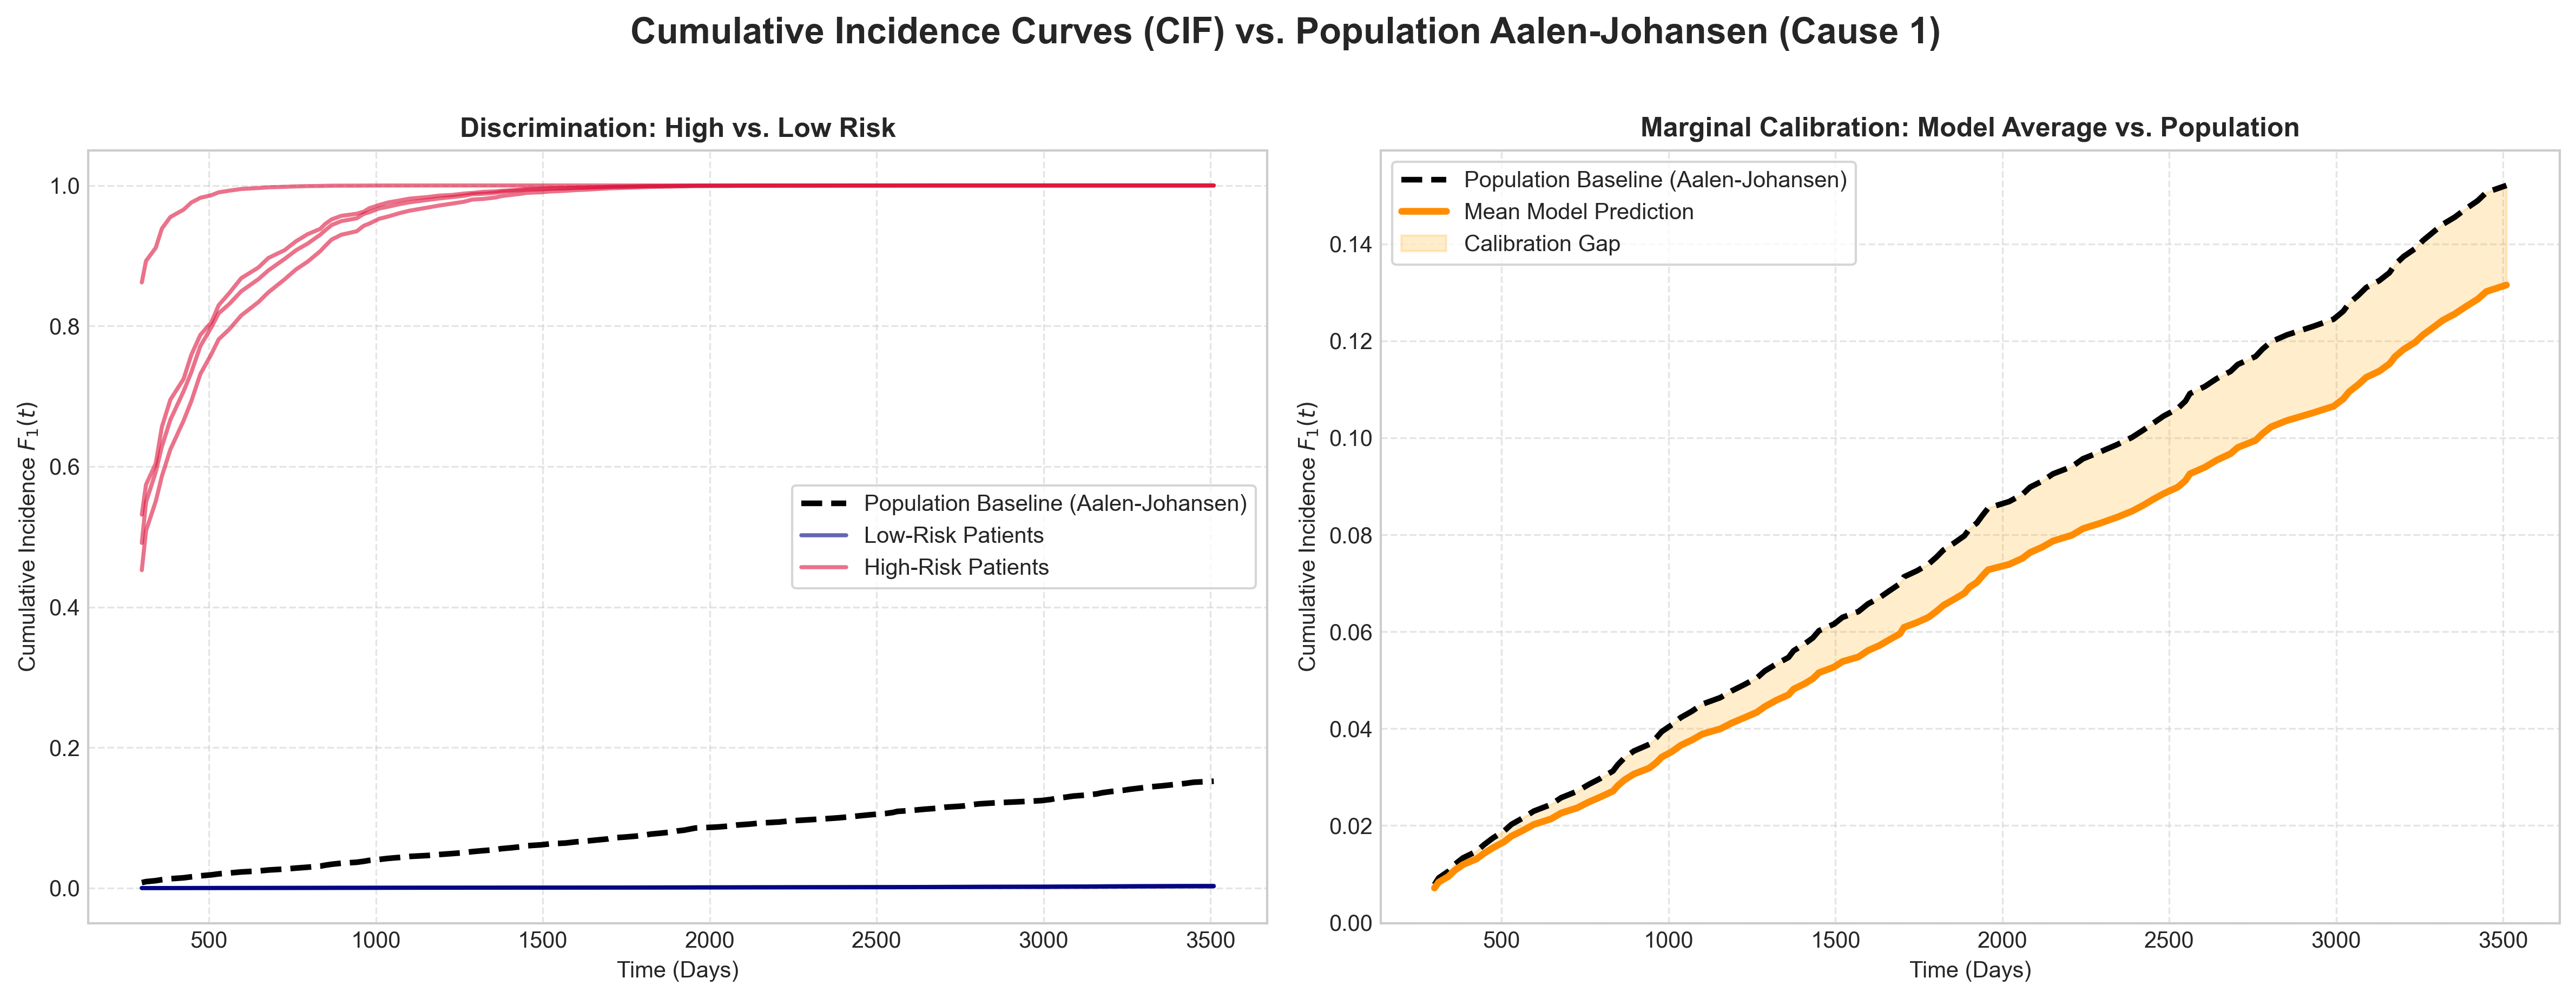 Cumulative Incidence Curves (CIF) vs. Population Aalen-Johansen (Cause 1)
Discrimination: High vs. Low Risk
Cumulative Incidence F₁(t)
1.0
0.8
0.6
0.4
0.2
0.0
Population Baseline (Aalen-Johansen)
Low-Risk Patients
High-Risk Patients
500 1000 1500 2000 2500 3000 3500
Time (Days)
Marginal Calibration: Model Average vs. Population
Cumulative Incidence F₁(t)
0.14
0.12
0.10
0.08
0.06
0.04
0.02
0.00
Population Baseline (Aalen-Johansen)
Mean Model Prediction
Calibration Gap
500 1000 1500 2000 2500 3000 3500
Time (Days)